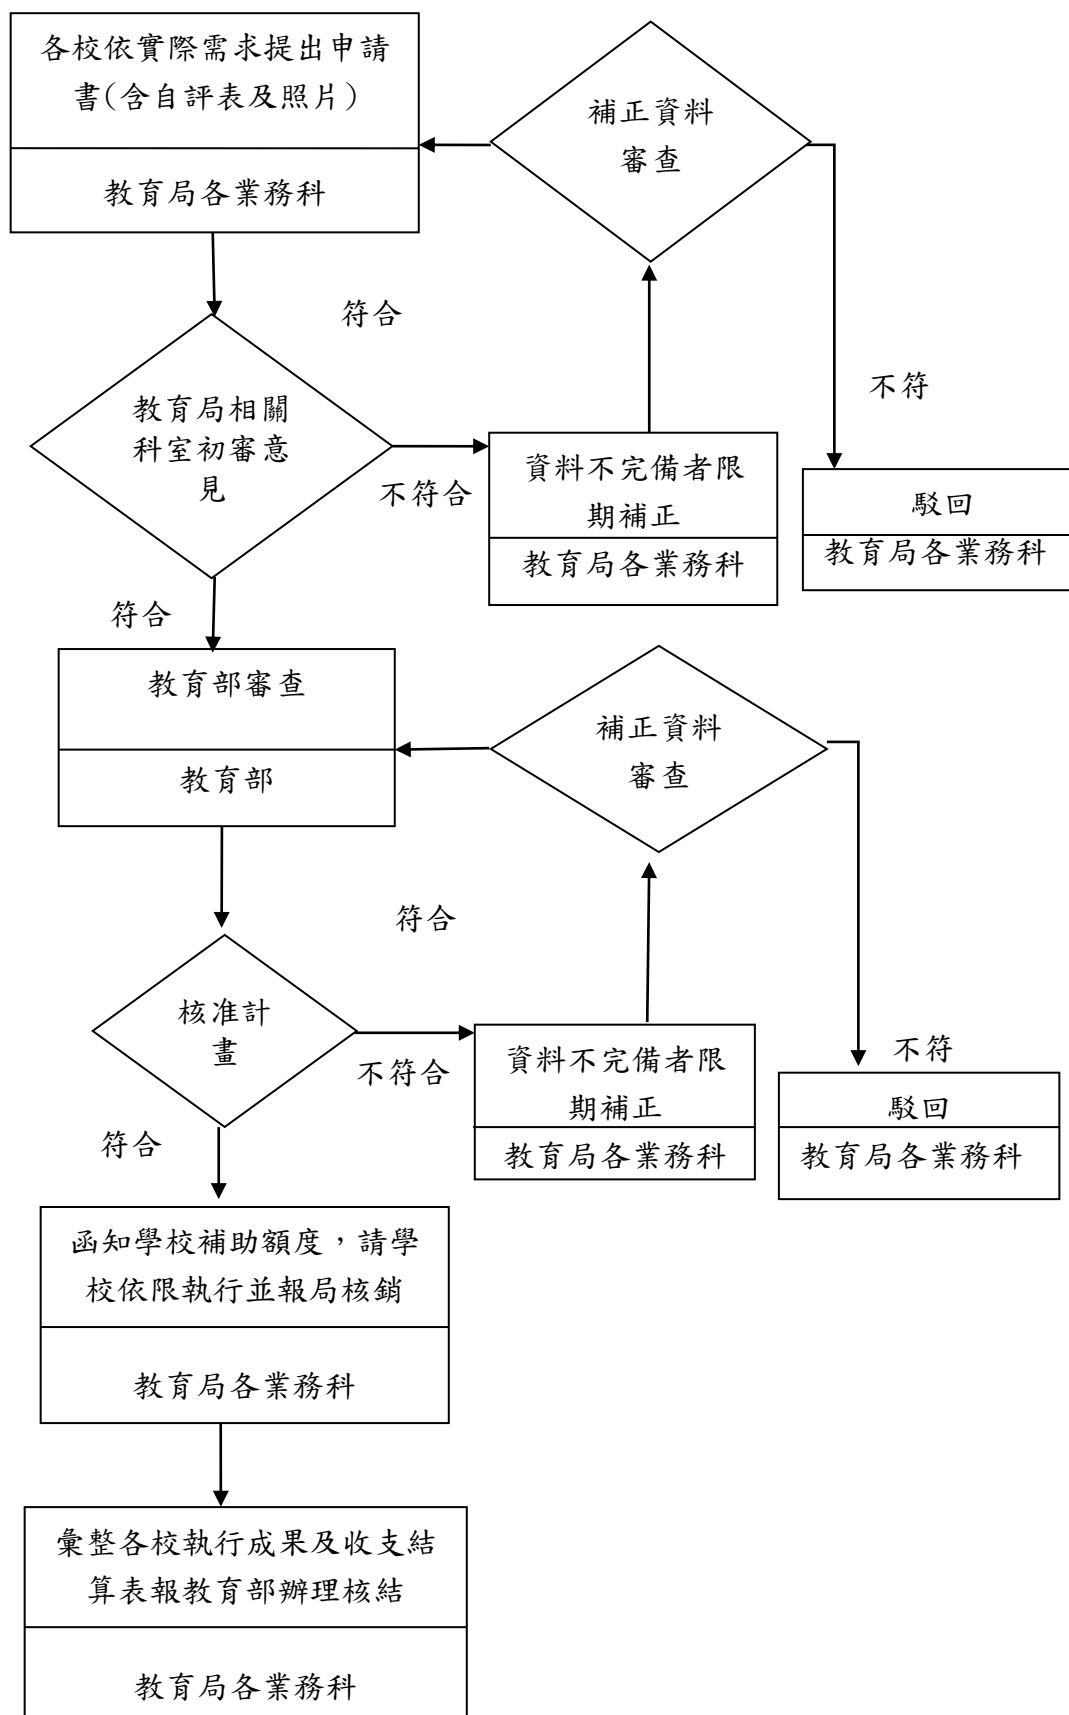 各校依實際需求提出申請
書(含自評表及照片)
教育局各業務科
補正資料
審查
符合
不符
教育局相關
科室初審意
見
不符合
資料不完備者限
期補正
教育局各業務科
駁回
教育局各業務科
符合
教育部審查
教育部
補正資料
審查
符合
核准計
畫
不符合
資料不完備者限
期補正
教育局各業務科
不符
駁回
教育局各業務科
符合
函知學校補助額度，請學
校依限執行並報局核銷
教育局各業務科
彙整各校執行成果及收支結
算表報教育部辦理核結
教育局各業務科